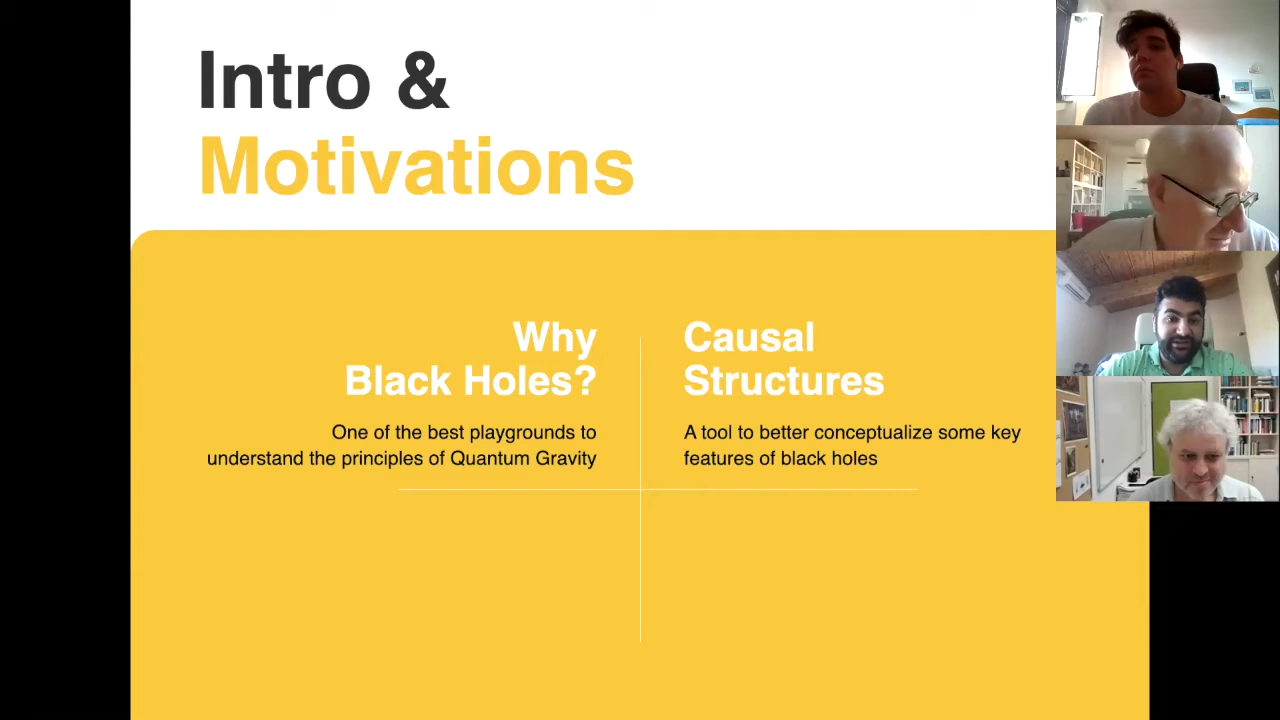 Intro &
Motivations
Why
Black Holes?
One of the best playgrounds to
understand the principles of Quantum Gravity
Causal
Structures
A tool to better conceptualize some key
features of black holes